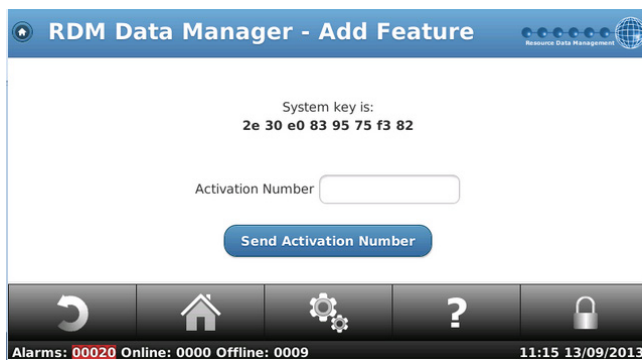 RDM Data Manager - Add Feature
Resource Data Management
System key is:
2e 30 e0 83 95 75 f3 82
Activation Number
Send Activation Number
?
Alarms: 00020 Online: 0000 Offline: 0009
11:15 13/09/2013